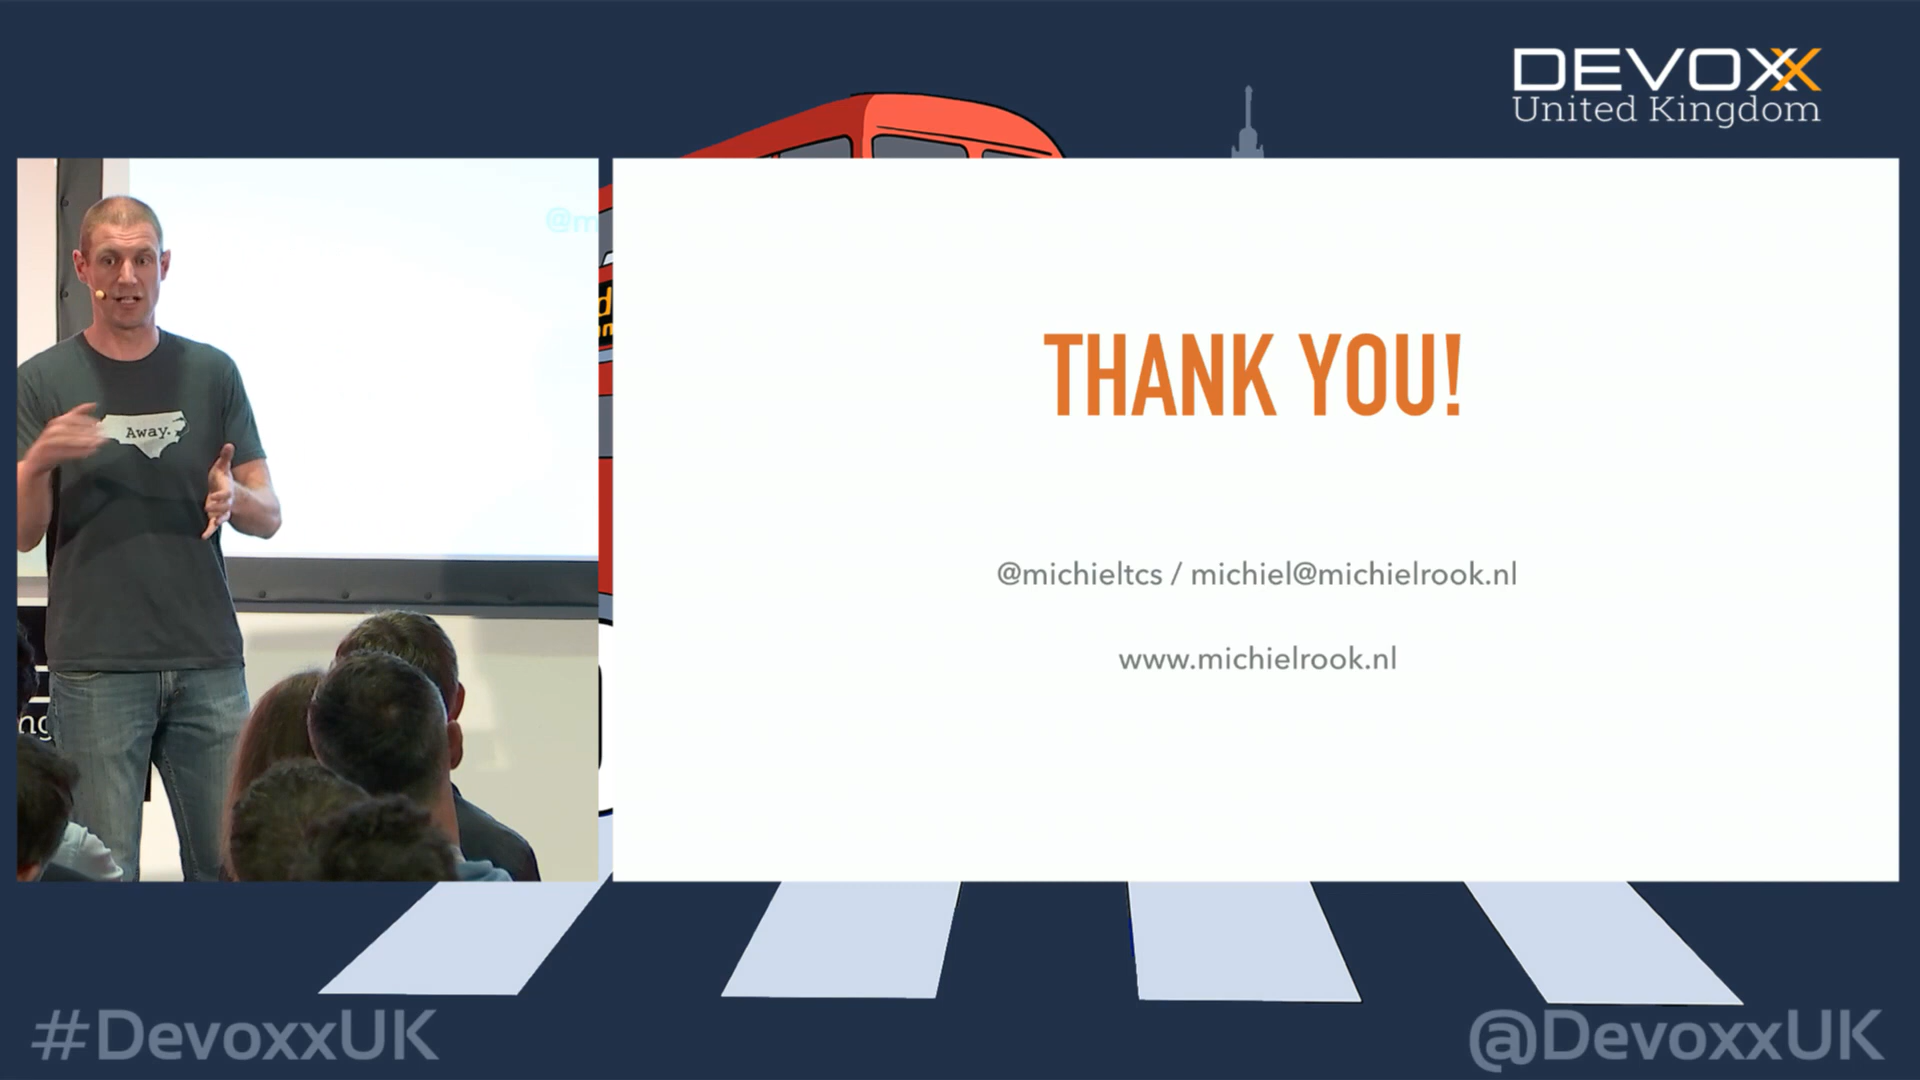 DEVOXX
United Kingdom
@m
Away.
THANK YOU!
@michieltcs / michiel@michielrook.nl
www.michielrook.nl
#DevoxxUK
@DevoxxUK